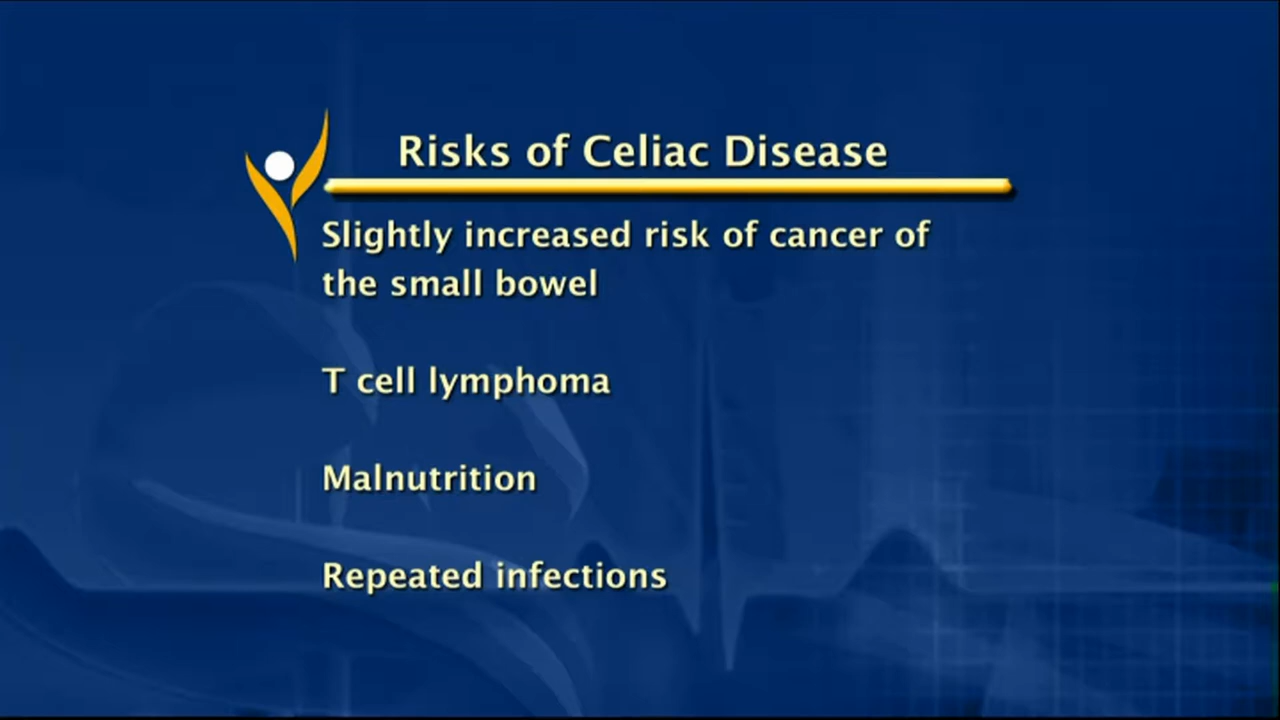 Risks of Celiac Disease
Slightly increased risk of cancer of
the small bowel
T cell lymphoma
Malnutrition
Repeated infections